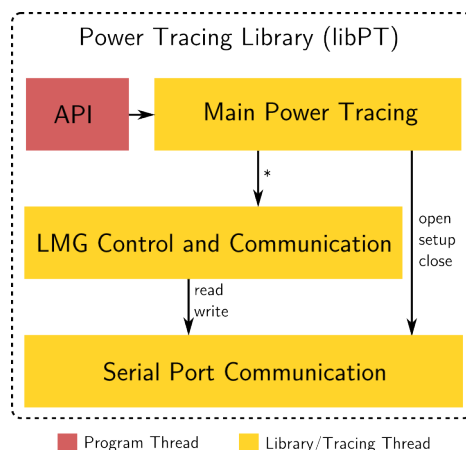 Power Tracing Library (libPT)
API
Main Power Tracing
*
LMG Control and Communication
open
setup
close
read
write
Serial Port Communication
Program Thread
Library/Tracing Thread